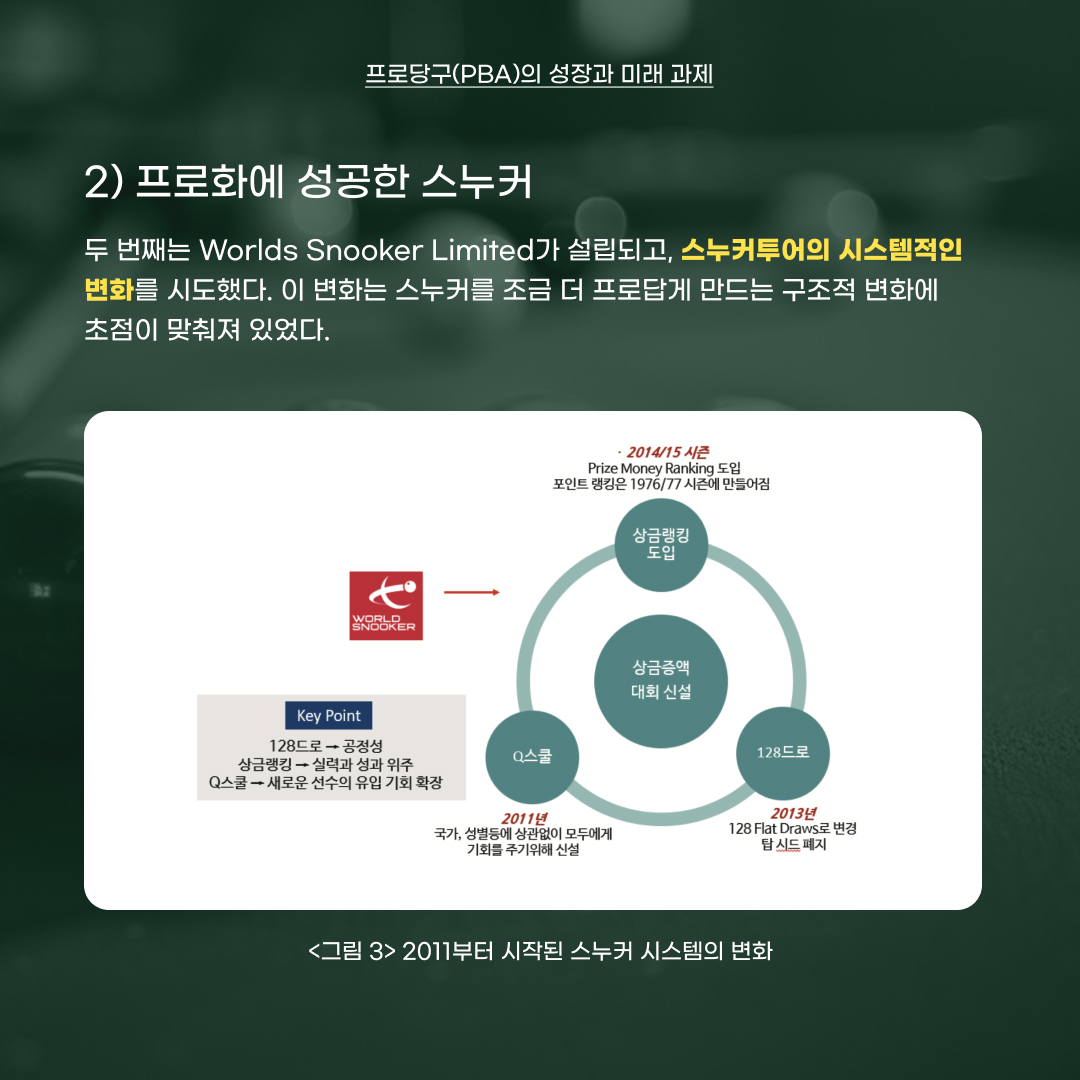 프로당구(PBA)의 성장과 미래 과제
2) 프로화에 성공한 스누커
두 번째는 Worlds Snooker Limited가 설립되고, 스누커투어의 시스템적인
변화를 시도했다. 이 변화는 스누커를 조금 더 프로답게 만드는 구조적 변화에
초점이 맞춰져 있었다.
· 2014/15 시즌
Prize Money Ranking 도입
포인트 랭킹은 1976/77 시즌에 만들어짐
상금랭킹
도입
WORLD
SNOOKER
상금증액
대회 신설
Key Point
128드로 → 공정성
상금랭킹 → 실력과 성과 위주
Q스쿨 → 새로운 선수의 유입 기회 확장
Q스쿨
2011년
국가, 성별등에 상관없이 모두에게
기회를 주기위해 신설
128드로
2013년
128 Flat Draws로 변경
탑 시드 폐지
<그림 3> 2011부터 시작된 스누커 시스템의 변화